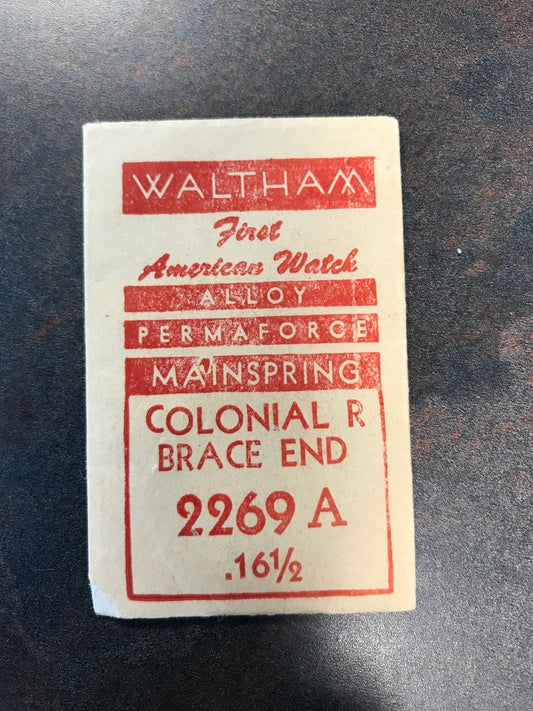 WALTHAM
First
American Watch
ALLOY
PERMAFORCE
MAINSPRING
COLONIAL R
BRACE END
2269 A
.16½